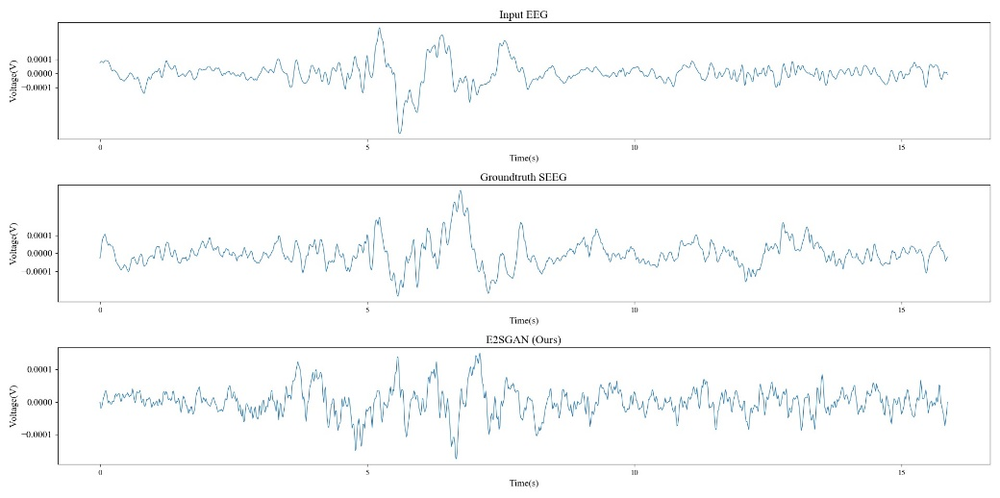 Input EEG
Voltage(V)
0.0001
0.0000
−0.0001
0 5 10 15
Time(s)
Groundtruth SEEG
Voltage(V)
0.0001
0.0000
−0.0001
0 5 10 15
Time(s)
E2SGAN (Ours)
Voltage(V)
0.0001
0.0000
−0.0001
0 5 10 15
Time(s)